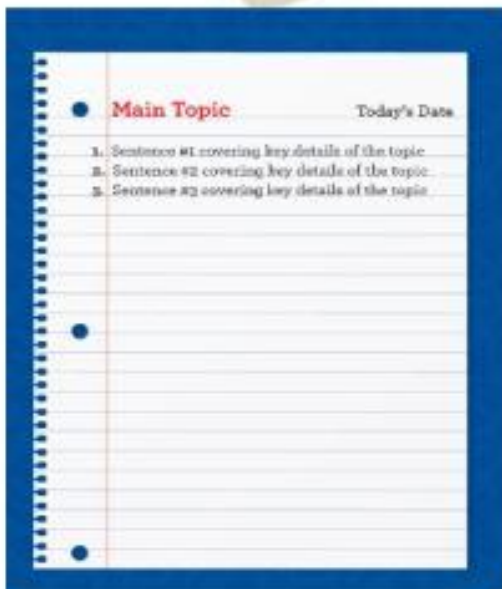 Main Topic Today's Date
1. Sentence #1 covering key details of the topic
2. Sentence #2 covering key details of the topic
3. Sentence #3 covering key details of the topic